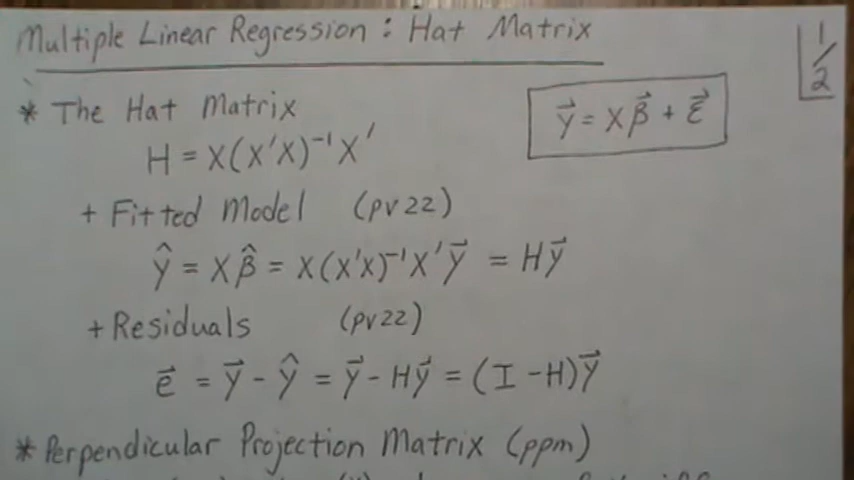 Multiple Linear Regression : Hat Matrix
1/2
* The Hat Matrix
y⃗ = Xβ⃗ + ε⃗
H = X(X'X)⁻¹X'
+ Fitted Model (pv22)
ŷ = Xβ̂ = X(X'X)⁻¹X'y⃗ = Hy⃗
+ Residuals (pv22)
e⃗ = y⃗ - ŷ = y⃗ - Hy⃗ = (I - H)y⃗
* Perpendicular Projection Matrix (ppm)